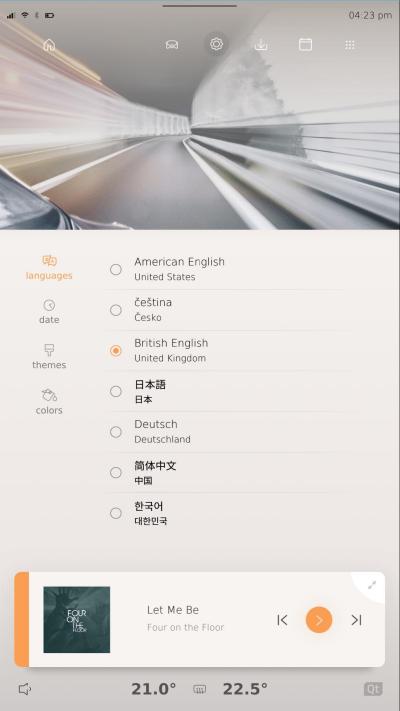 04:23 pm
languages
date
themes
colors
American English
United States
čeština
Česko
British English
United Kingdom
日本語
日本
Deutsch
Deutschland
简体中文
中国
한국어
대한민국
FOUR
ON
THE
FLOOR
Let Me Be
Four on the Floor
21.0°
22.5°
Qt